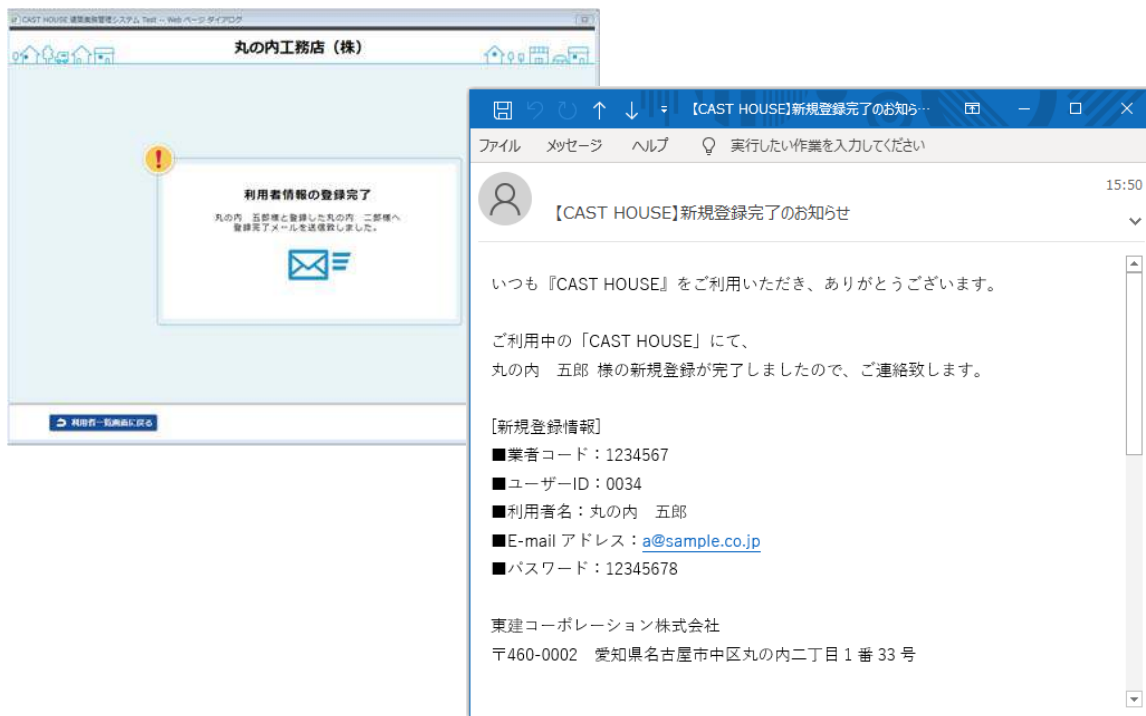 CAST HOUSE 建築業務管理システム Test -- Web ページ ダイアログ
丸の内工務店（株）
利用者情報の登録完了
丸の内　五郎様と登録した丸の内　二郎様へ
登録完了メールを送信致しました。
利用者一覧画面に戻る
【CAST HOUSE】新規登録完了のお知ら…
ファイル　メッセージ　ヘルプ　実行したい作業を入力してください
15:50
【CAST HOUSE】新規登録完了のお知らせ
いつも『CAST HOUSE』をご利用いただき、ありがとうございます。
ご利用中の「CAST HOUSE」にて、
丸の内　五郎 様の新規登録が完了しましたので、ご連絡致します。
[新規登録情報]
■業者コード：1234567
■ユーザーID：0034
■利用者名：丸の内　五郎
■E-mail アドレス：a@sample.co.jp
■パスワード：12345678
東建コーポレーション株式会社
〒460-0002　愛知県名古屋市中区丸の内二丁目 1 番 33 号